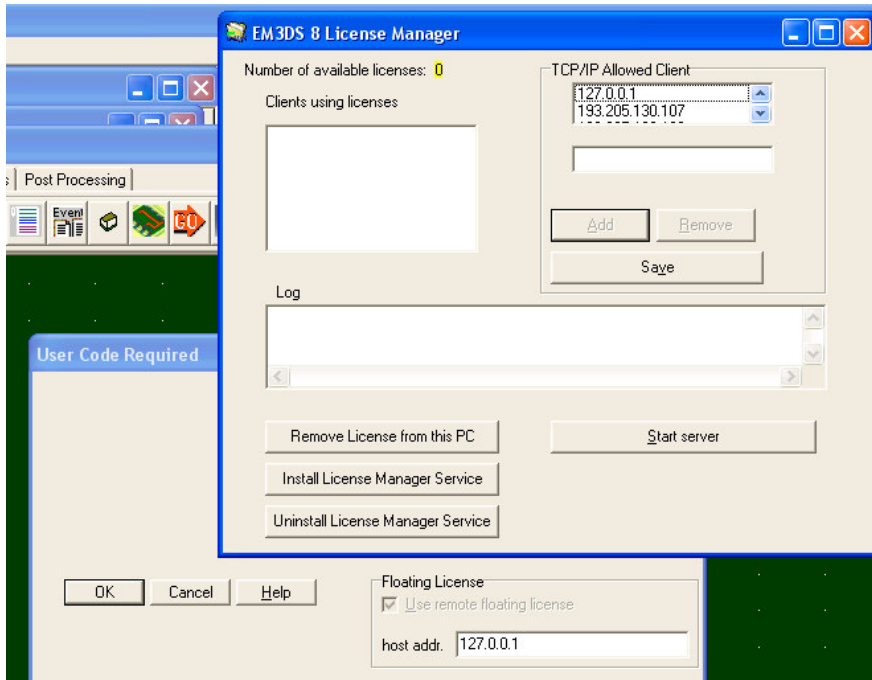 EM3DS 8 License Manager
Number of available licenses: 0
TCP/IP Allowed Client
Clients using licenses
127.0.0.1
193.205.130.107
s
Post Processing
Event
GO
Add
Remove
Save
Log
User Code Required
Remove License from this PC
Start server
Install License Manager Service
Uninstall License Manager Service
OK
Cancel
Help
Floating License
Use remote floating license
host addr.
127.0.0.1